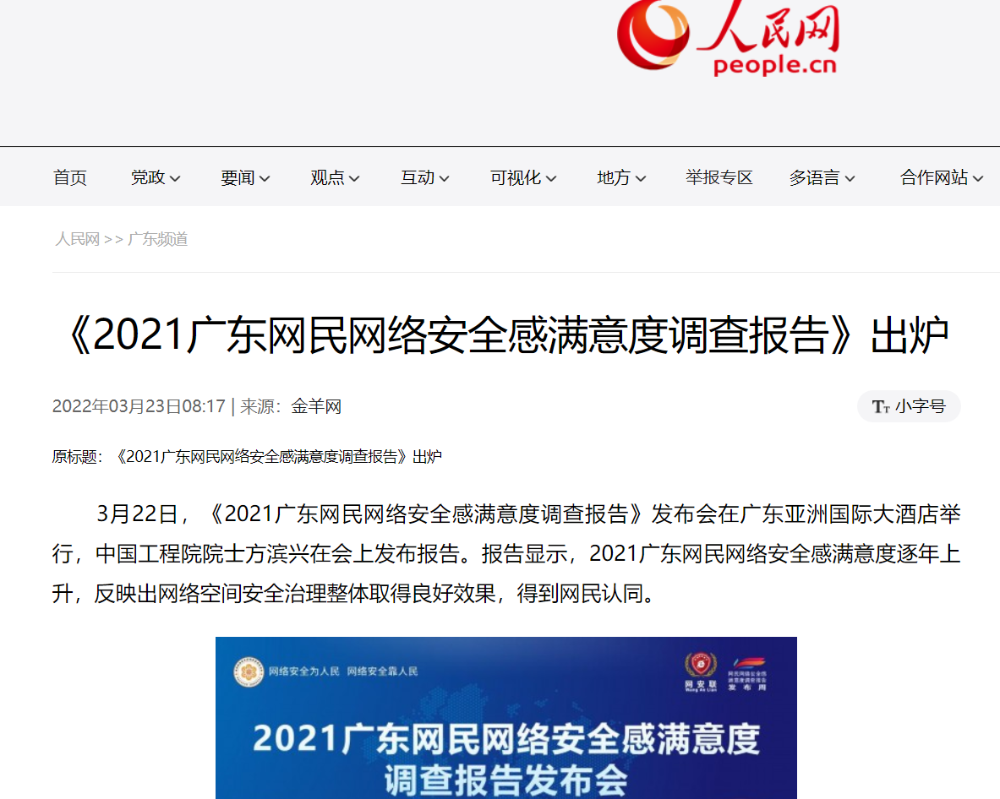 人民网
people.cn
首页 党政 要闻 观点 互动 可视化 地方 举报专区 多语言 合作网站
人民网 >> 广东频道
《2021广东网民网络安全感满意度调查报告》出炉
2022年03月23日08:17 | 来源：金羊网
小字号
原标题：《2021广东网民网络安全感满意度调查报告》出炉
3月22日，《2021广东网民网络安全感满意度调查报告》发布会在广东亚洲国际大酒店举
行，中国工程院院士方滨兴在会上发布报告。报告显示，2021广东网民网络安全感满意度逐年上
升，反映出网络空间安全治理整体取得良好效果，得到网民认同。
网络安全为人民 网络安全靠人民
网安联
Wang An Lian
网民网络安全感
满意度调查报告
发布周
2021广东网民网络安全感满意度
调查报告发布会